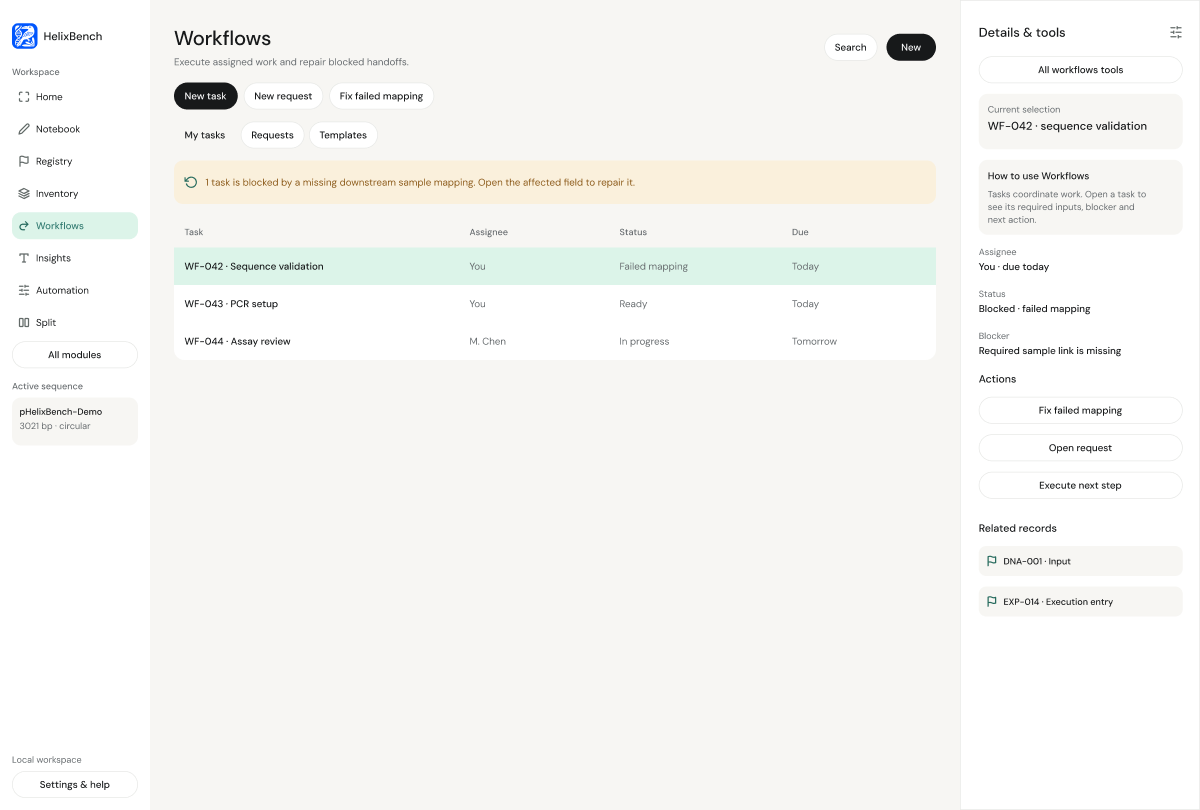 HelixBench
Workspace
Home
Notebook
Registry
Inventory
Workflows
Insights
Automation
Split
All modules
Active sequence
pHelixBench-Demo
3021 bp · circular
Local workspace
Settings & help
Workflows
Execute assigned work and repair blocked handoffs.
Search
New
New task
New request
Fix failed mapping
My tasks
Requests
Templates
1 task is blocked by a missing downstream sample mapping. Open the affected field to repair it.
Task Assignee Status Due
WF-042 · Sequence validation You Failed mapping Today
WF-043 · PCR setup You Ready Today
WF-044 · Assay review M. Chen In progress Tomorrow
Details & tools
All workflows tools
Current selection
WF-042 · sequence validation
How to use Workflows
Tasks coordinate work. Open a task to
see its required inputs, blocker and
next action.
Assignee
You · due today
Status
Blocked · failed mapping
Blocker
Required sample link is missing
Actions
Fix failed mapping
Open request
Execute next step
Related records
DNA-001 · Input
EXP-014 · Execution entry